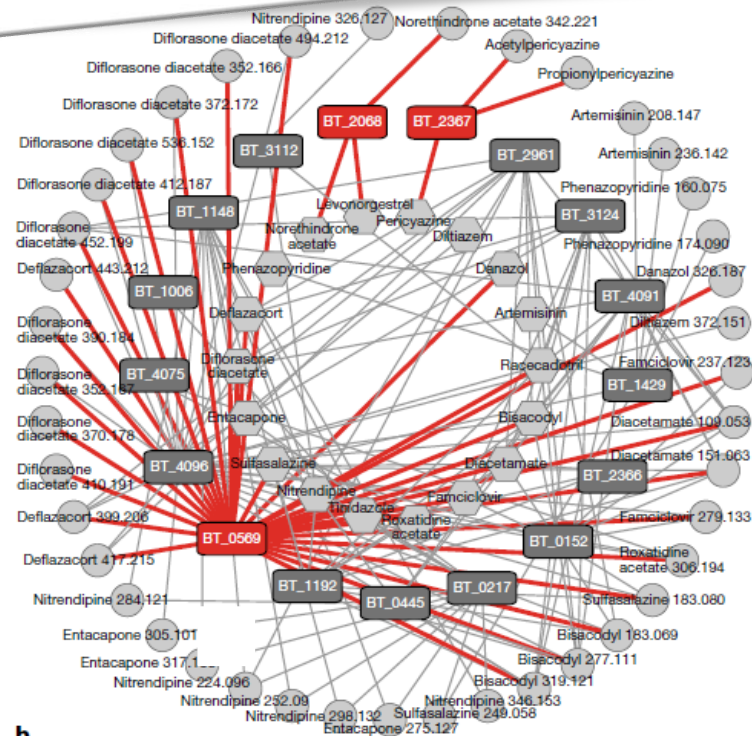 Nitrendipine 326.127
Norethindrone acetate 342.221
Diflorasone diacetate 494.212
Acetylpericyazine
Diflorasone diacetate 352.166
Propionylpericyazine
Diflorasone diacetate 372.172
BT_2068
BT_2367
Artemisinin 208.147
Diflorasone diacetate 536.152
BT_3112
BT_2961
Artemisinin 236.142
Diflorasone diacetate 412.187
Phenazopyridine 160.075
BT_1148
Levonorgestrel
Pericyazine
BT_3124
Norethindrone
acetate
Diltiazem
Diflorasone
diacetate 452.199
Phenazopyridine 174.090
Deflazacort 443.212
Phenazopyridine
Danazol
Danazol 326.187
BT_1006
BT_4091
Deflazacort
Artemisinin
Diltiazem 372.151
Diflorasone
diacetate 390.184
Diflorasone
diacetate
Racecadotril
Famciclovir 237.123
BT_4075
BT_1429
Diflorasone
diacetate
Entacapone
Bisacodyl
Diacetamate 109.053
Diflorasone
diacetate 370.178
BT_4096
Sulfasalazine
Diacetamate
Diacetamate 151.063
BT_2366
Diflorasone
diacetate 410.191
Nitrendipine
Famciclovir
Tinidazole
Roxatidine
acetate
Deflazacort 399.206
Famciclovir 279.133
BT_0569
BT_0152
Deflazacort 417.215
Roxatidine
acetate 306.194
BT_1192
BT_0445
BT_0217
Nitrendipine 284.121
Sulfasalazine 183.080
Entacapone 305.101
Bisacodyl 183.069
Entacapone
Bisacodyl 277.111
Nitrendipine 224.096
Bisacodyl 319.121
Nitrendipine 252.09
Nitrendipine 346.153
Nitrendipine 298.132
Sulfasalazine 249.058
Entacapone 275.127